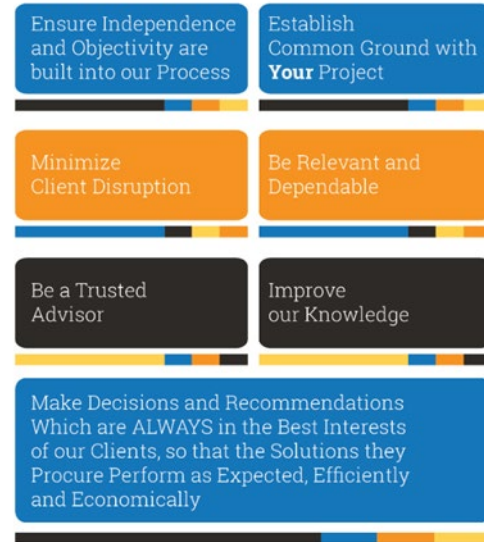 Ensure Independence
and Objectivity are
built into our Process
Establish
Common Ground with
Your Project
Minimize
Client Disruption
Be Relevant and
Dependable
Be a Trusted
Advisor
Improve
our Knowledge
Make Decisions and Recommendations
Which are ALWAYS in the Best Interests
of our Clients, so that the Solutions they
Procure Perform as Expected, Efficiently
and Economically